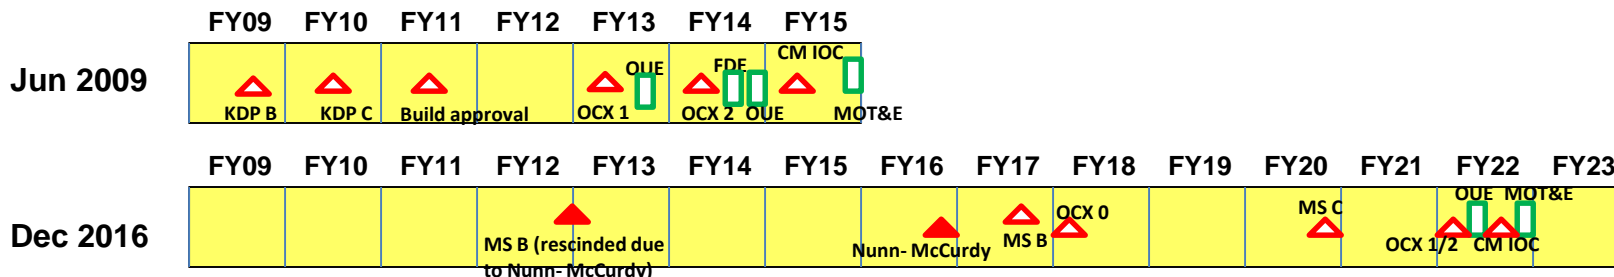 FY09 FY10 FY11 FY12 FY13 FY14 FY15
Jun 2009
OUE FDE CM IOC
KDP B KDP C Build approval OCX 1 OCX 2 OUE MOT&E
FY09 FY10 FY11 FY12 FY13 FY14 FY15 FY16 FY17 FY18 FY19 FY20 FY21 FY22 FY23
Dec 2016
OUE MOT&E
OCX 0 MS C
MS B (rescinded due
to Nunn- McCurdy)
Nunn- McCurdy MS B OCX 1/2 CM IOC